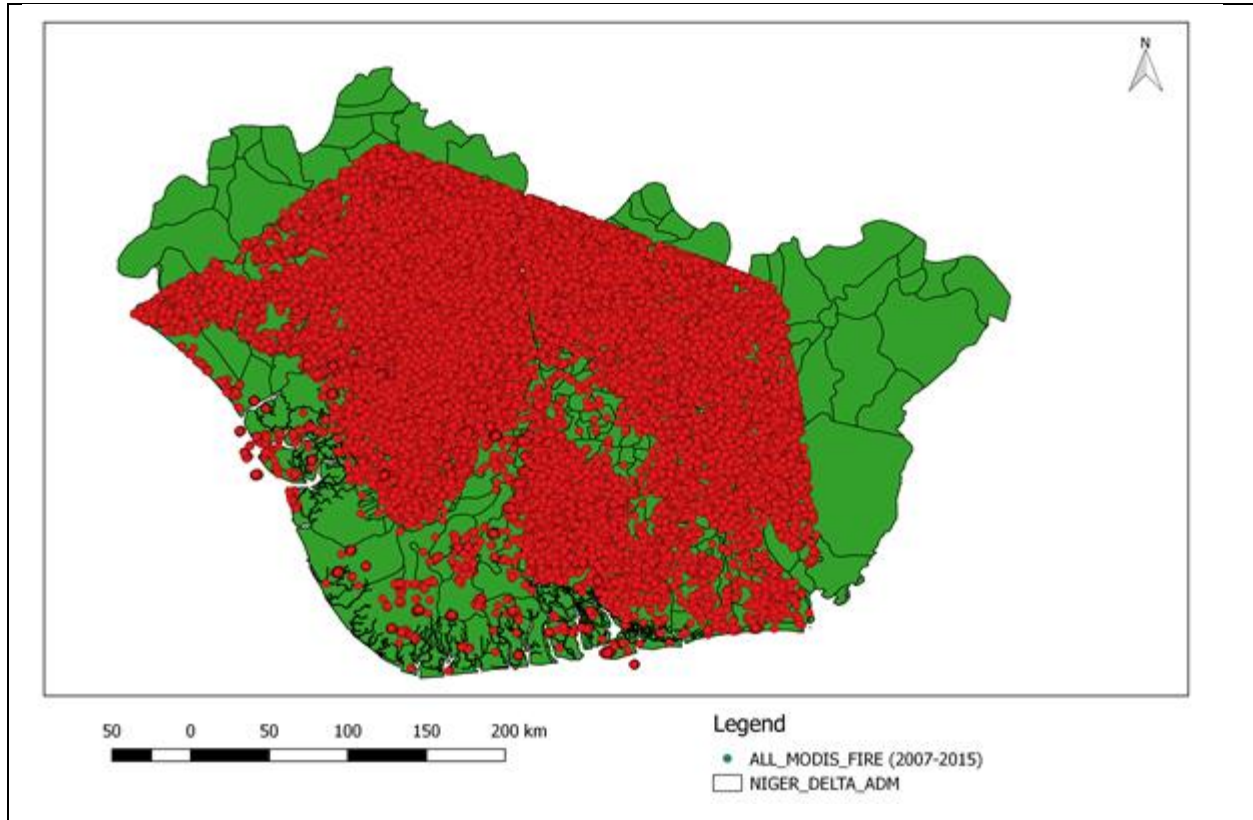 N
50 0 50 100 150 200 km
Legend
ALL_MODIS_FIRE (2007-2015)
NIGER_DELTA_ADM